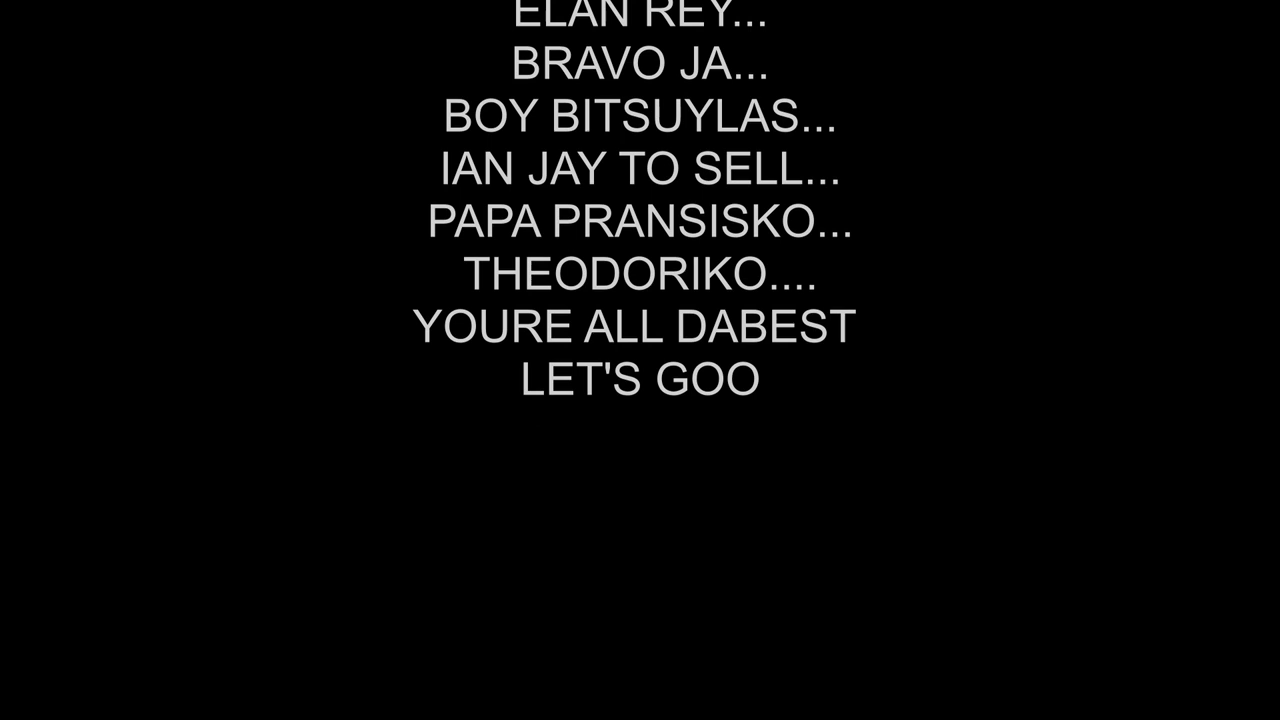 ELAN REY...
BRAVO JA...
BOY BITSUYLAS...
IAN JAY TO SELL...
PAPA PRANSISKO...
THEODORIKO....
YOURE ALL DABEST
LET'S GOO